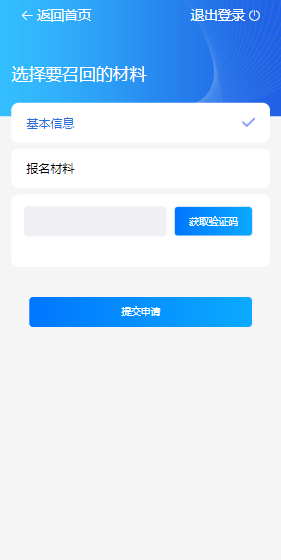 返回首页 退出登录
选择要召回的材料
基本信息
报名材料
获取验证码
提交申请